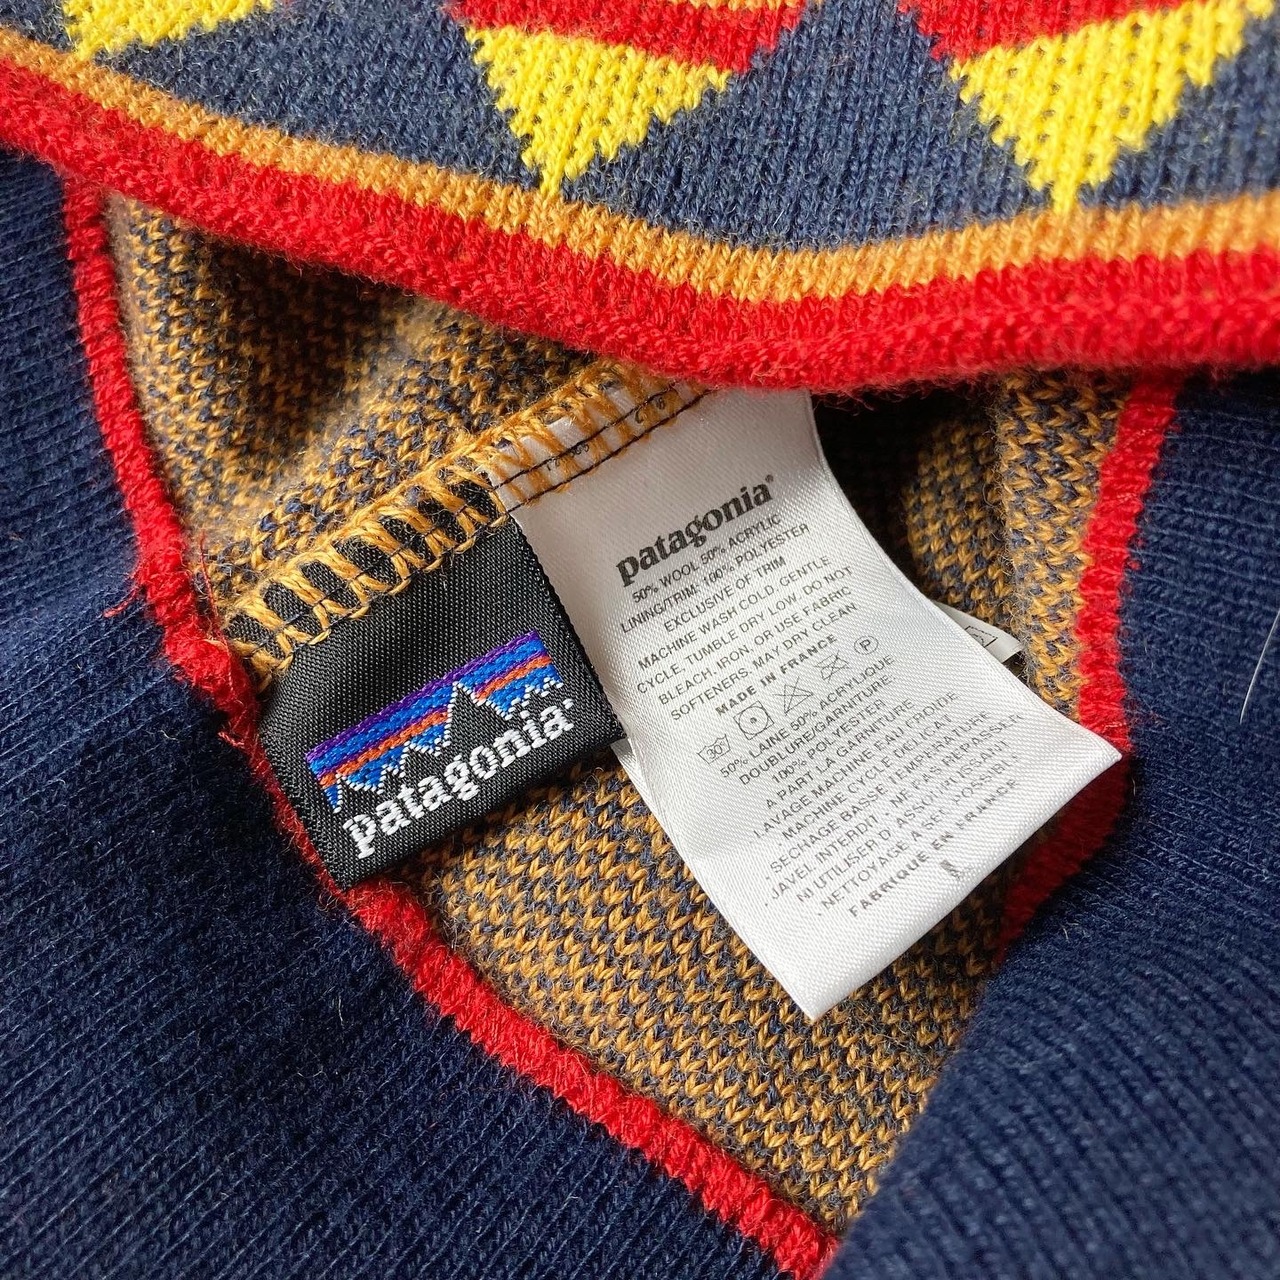 patagonia®
50% WOOL 50% ACRYLIC
LINING/TRIM: 100% POLYESTER
EXCLUSIVE OF TRIM
MACHINE WASH COLD, GENTLE
CYCLE. TUMBLE DRY LOW. DO NOT
BLEACH, IRON, OR USE FABRIC
SOFTENERS. MAY DRY CLEAN
MADE IN FRANCE
30° P
50% LAINE 50% ACRYLIQUE
DOUBLURE/GARNITURE
100% POLYESTER
A PART LA GARNITURE
. LAVAGE MACHINE EAU FROIDE
. MACHINE CYCLE DELICAT
. SECHAGE BASSE TEMPERATURE
. JAVEL INTERDIT . NE PAS REPASSER
NI UTILISER D'ASSOUPLISSANT
. NETTOYAGE A SEC POSSIBLE
FABRIQUE EN FRANCE
patagonia